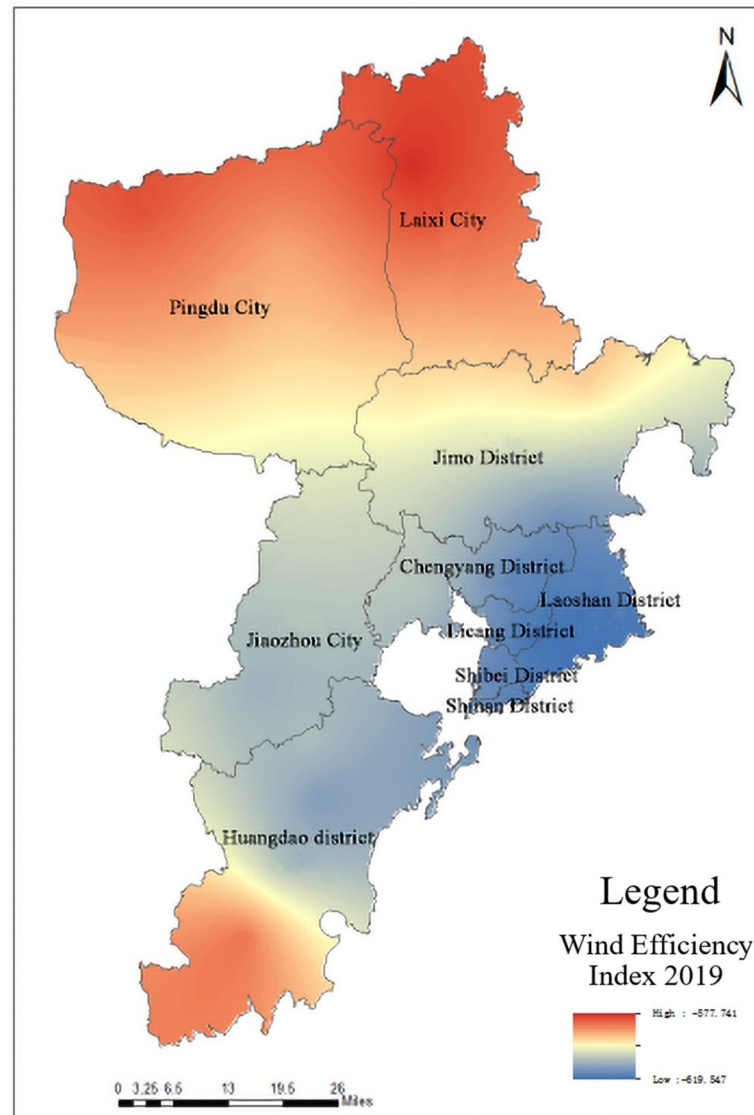 N
Laixi City
Pingdu City
Jimo District
Chengyang District
Laoshan District
Licang District
Jiaozhou City
Shibei District
Shinan District
Huangdao district
Legend
Wind Efficiency
Index 2019
High : -577.741
Low :-619.547
0 3.25 6.5 13 19.5 26
Miles